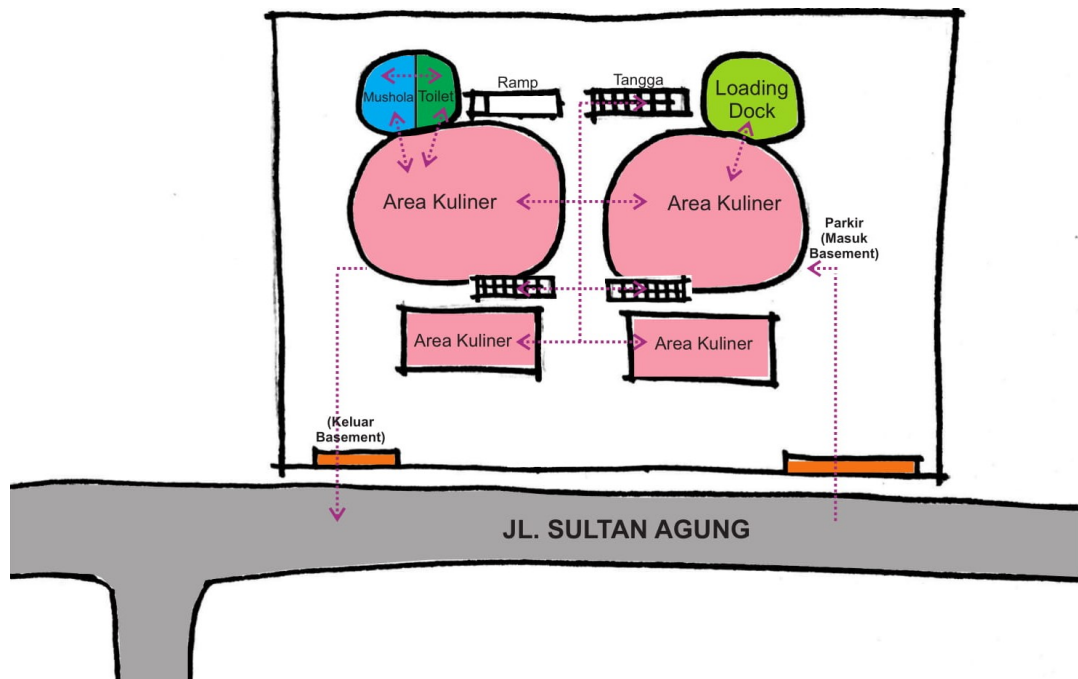 Ramp
Tangga
Mushola
Toilet
Loading
Dock
Area Kuliner
Area Kuliner
Parkir
(Masuk
Basement)
Area Kuliner
Area Kuliner
(Keluar
Basement)
JL. SULTAN AGUNG